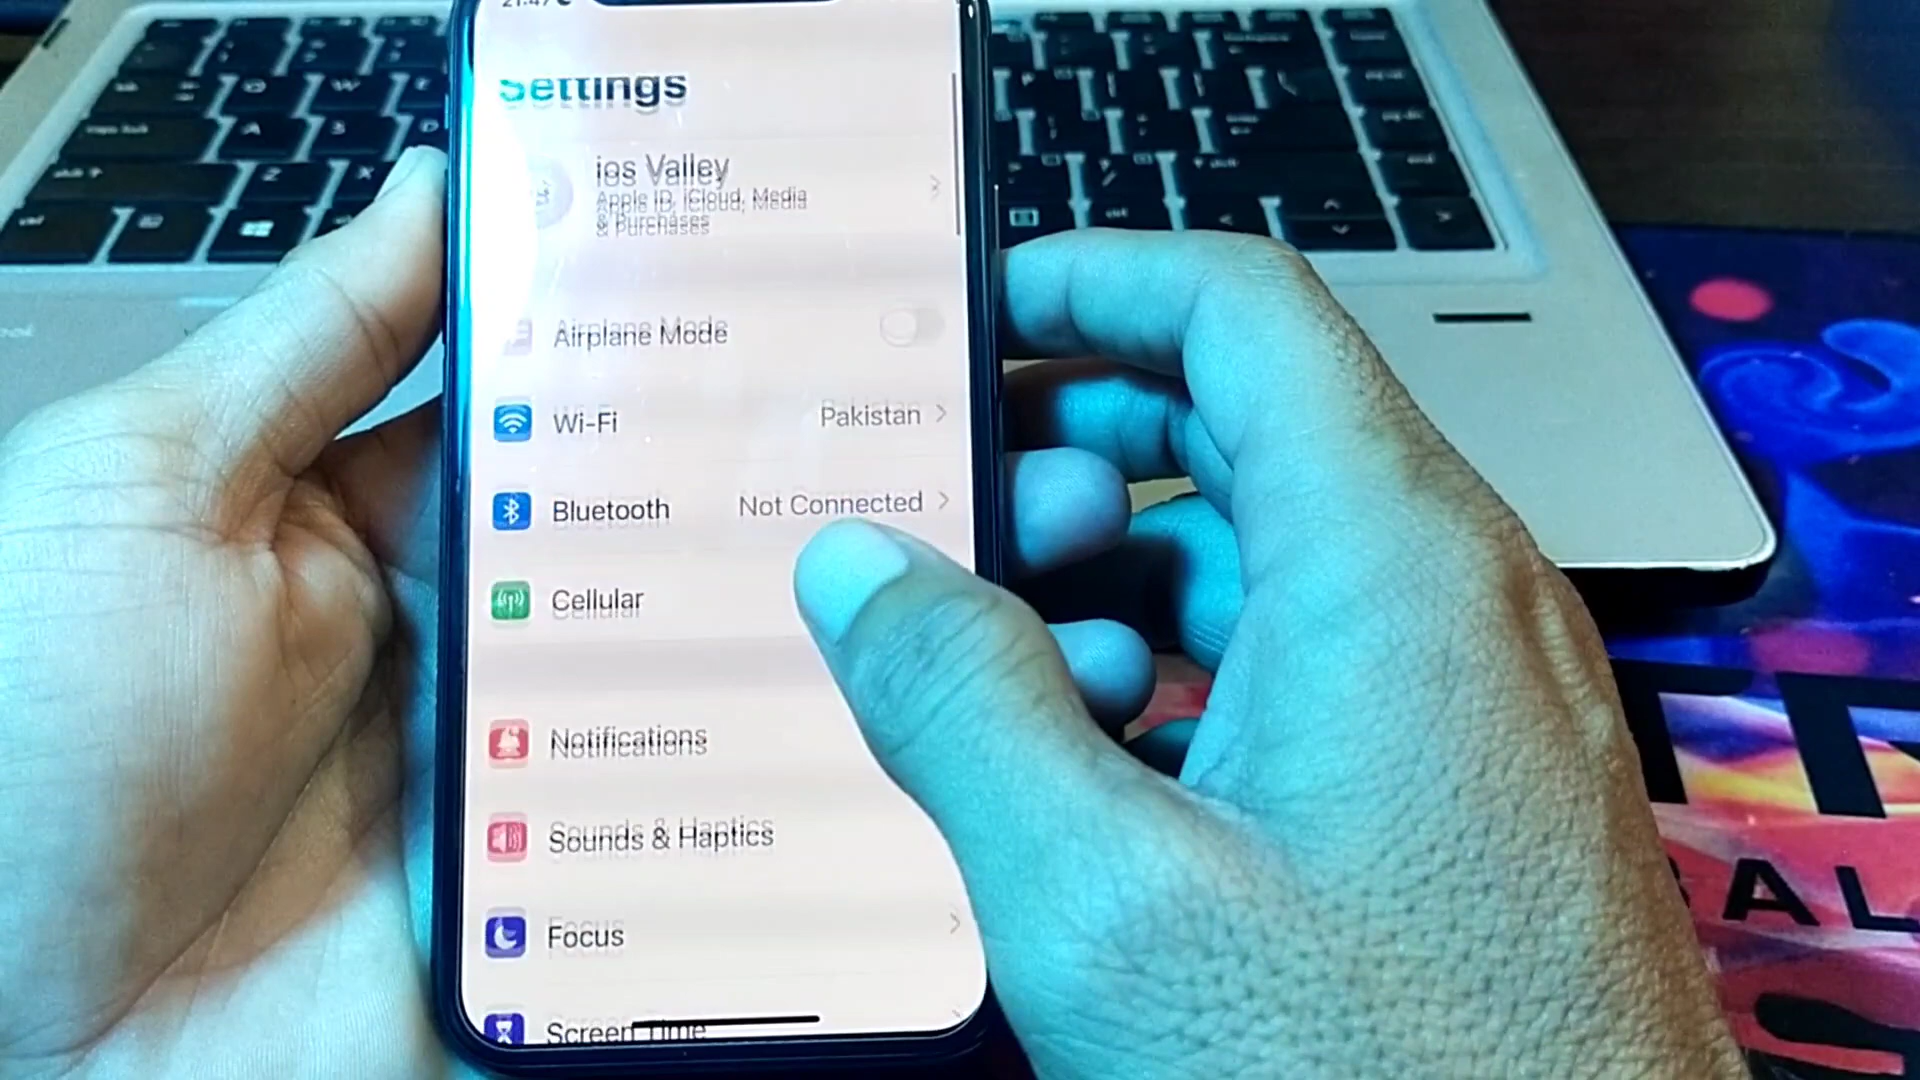 21:47
Settings
ios Valley
Apple ID, iCloud, Media
& Purchases
Airplane Mode
Wi-Fi
Pakistan
Bluetooth
Not Connected
Cellular
Notifications
Sounds & Haptics
Focus
Screen Time
W
A
S
D
Z
X
BAL